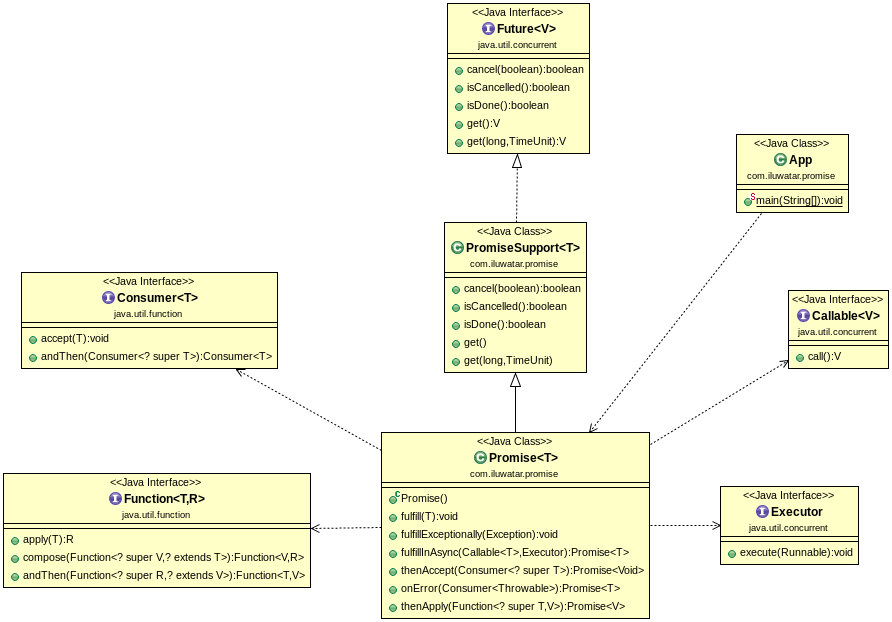 <<Java Interface>>
Future<V>
java.util.concurrent
cancel(boolean):boolean
isCancelled():boolean
isDone():boolean
get():V
get(long,TimeUnit):V
<<Java Class>>
App
com.iluwatar.promise
main(String[]):void
<<Java Class>>
PromiseSupport<T>
com.iluwatar.promise
cancel(boolean):boolean
isCancelled():boolean
isDone():boolean
get()
get(long,TimeUnit)
<<Java Interface>>
Consumer<T>
java.util.function
accept(T):void
andThen(Consumer<? super T>):Consumer<T>
<<Java Interface>>
Callable<V>
java.util.concurrent
call():V
<<Java Class>>
Promise<T>
com.iluwatar.promise
Promise()
fulfill(T):void
fulfillExceptionally(Exception):void
fulfillInAsync(Callable<T>,Executor):Promise<T>
thenAccept(Consumer<? super T>):Promise<Void>
onError(Consumer<Throwable>):Promise<T>
thenApply(Function<? super T,V>):Promise<V>
<<Java Interface>>
Function<T,R>
java.util.function
apply(T):R
compose(Function<? super V,? extends T>):Function<V,R>
andThen(Function<? super R,? extends V>):Function<T,V>
<<Java Interface>>
Executor
java.util.concurrent
execute(Runnable):void